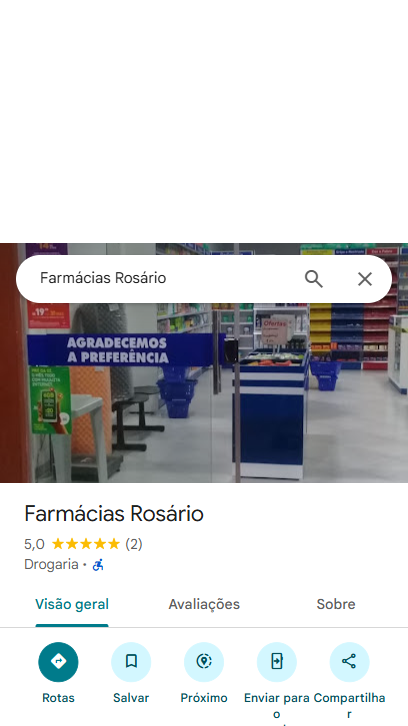 Farmácias Rosário
19
AGRADECEMOS
A PREFERÊNCIA
Ofertas
Farmácias Rosário
5,0 (2)
Drogaria •
Visão geral Avaliações Sobre
Rotas Salvar Próximo Enviar para o Compartilhar